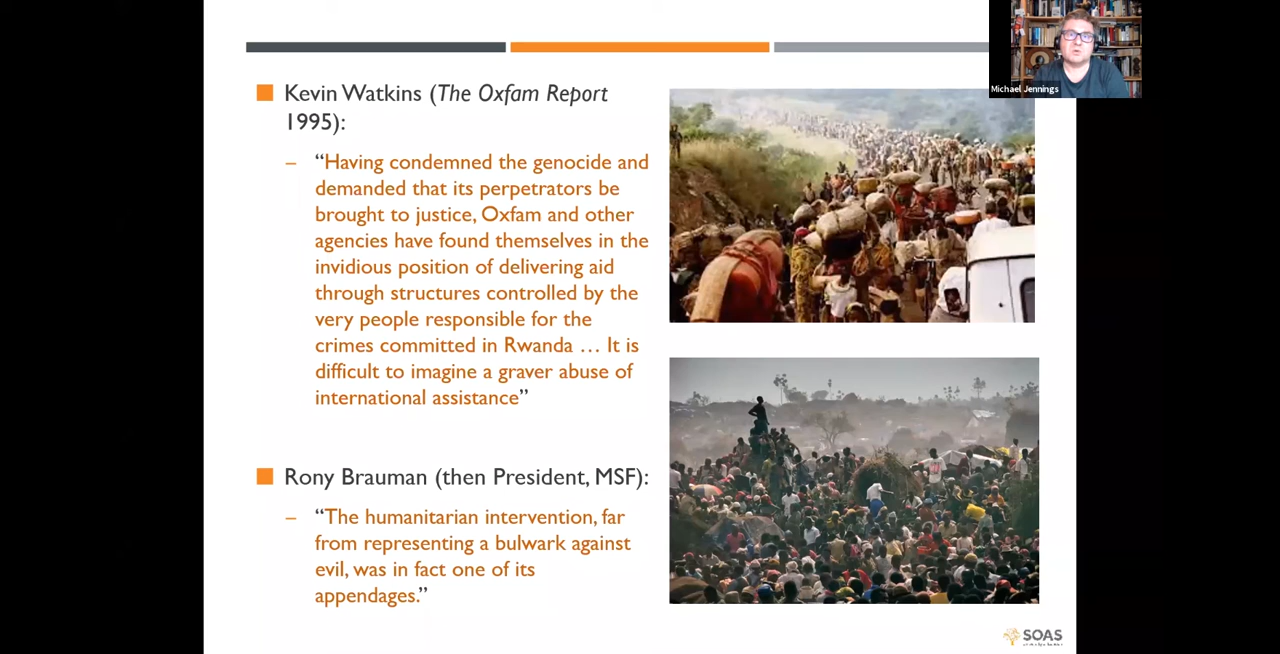 Kevin Watkins (The Oxfam Report
1995):
– “Having condemned the genocide and
demanded that its perpetrators be
brought to justice, Oxfam and other
agencies have found themselves in the
invidious position of delivering aid
through structures controlled by the
very people responsible for the
crimes committed in Rwanda … It is
difficult to imagine a graver abuse of
international assistance”
Rony Brauman (then President, MSF):
– “The humanitarian intervention, far
from representing a bulwark against
evil, was in fact one of its
appendages.”
Michael Jennings
SOAS